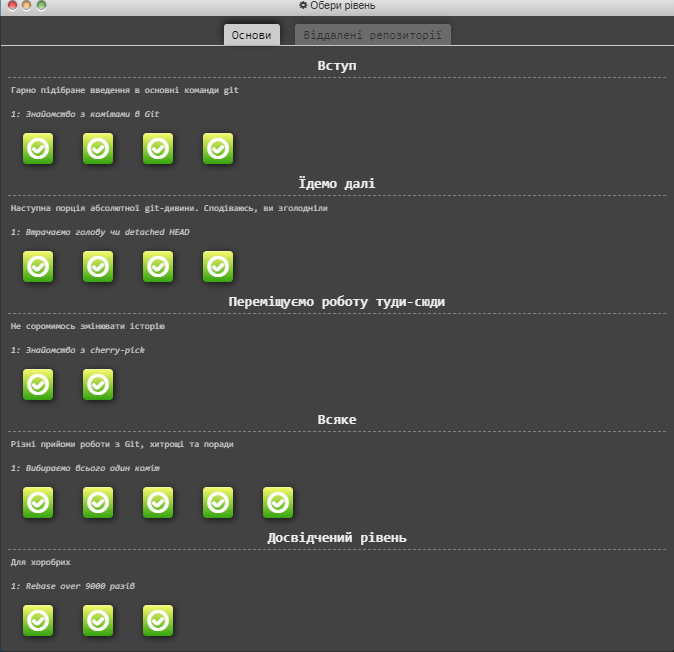 Обери рівень
Основи Віддалені репозиторії
Вступ
Гарно підібране введення в основні команди git
1: Знайомство з комітами в Git
Їдемо далі
Наступна порція абсолютної git-дивини. Сподіваюсь, ви зголодніли
1: Втрачаємо голову чи detached HEAD
Переміщуємо роботу туди-сюди
Не соромимось змінювати історію
1: Знайомство з cherry-pick
Всяке
Різні прийоми роботи з Git, хитрощі та поради
1: Вибираємо всього один коміт
Досвідчений рівень
Для хоробрих
1: Rebase over 9000 разів